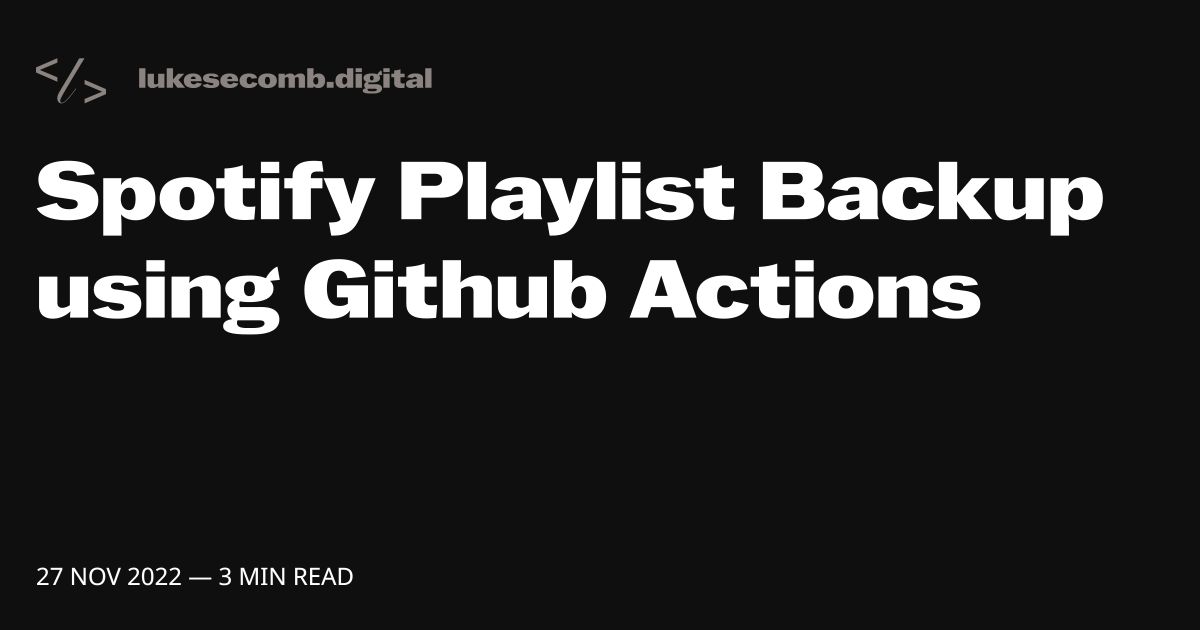 </> lukesecomb.digital
Spotify Playlist Backup
using Github Actions
27 NOV 2022 — 3 MIN READ